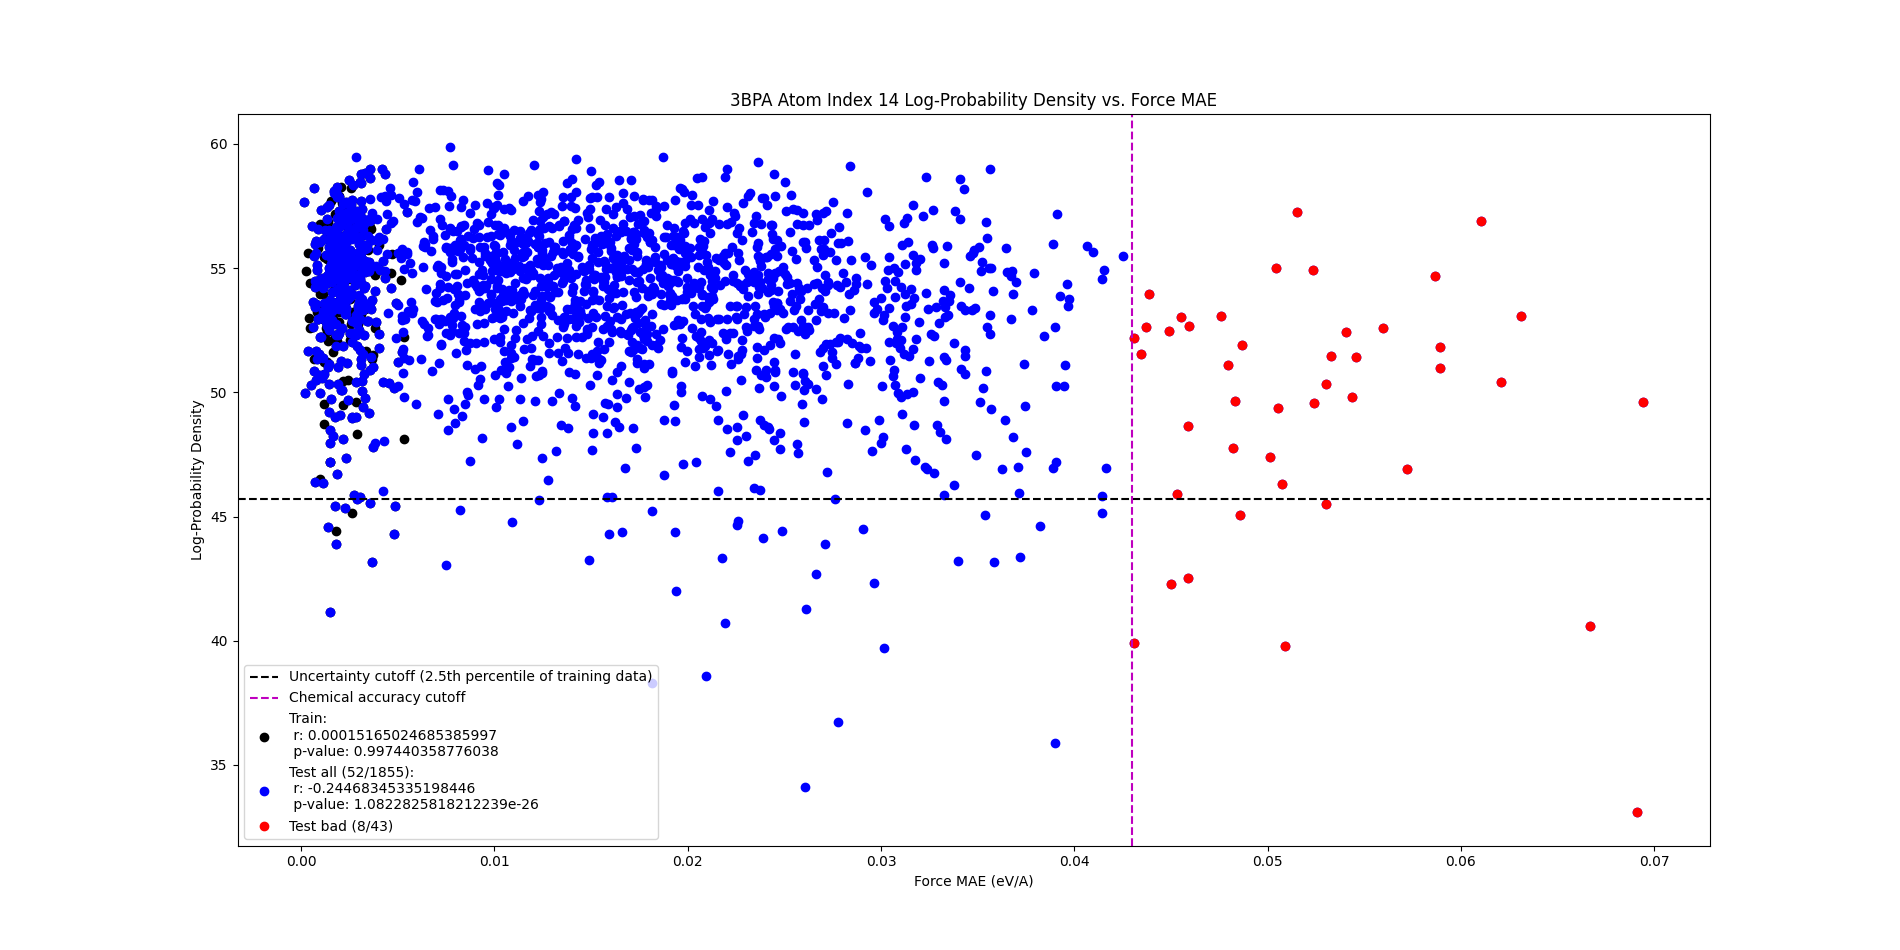 3BPA Atom Index 14 Log-Probability Density vs. Force MAE
Log-Probability Density
60
55
50
45
40
35
Uncertainty cutoff (2.5th percentile of training data)
Chemical accuracy cutoff
Train:
r: 0.00015165024685385997
p-value: 0.997440358776038
Test all (52/1855):
r: -0.24468345335198446
p-value: 1.0822825818212239e-26
Test bad (8/43)
0.00 0.01 0.02 0.03 0.04 0.05 0.06 0.07
Force MAE (eV/A)